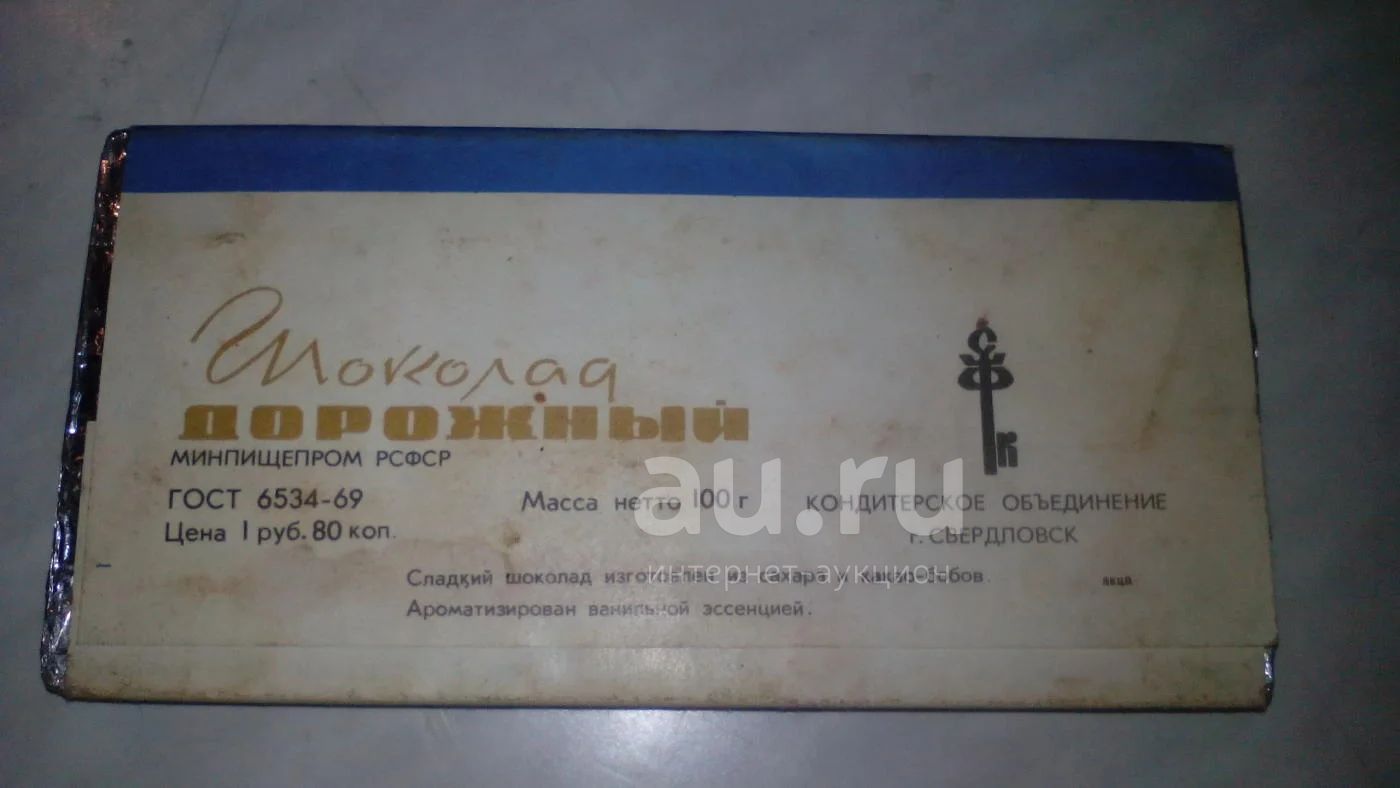 Шоколад
ДОРОЖНЫЙ
МИНПИЩЕПРОМ РСФСР
ГОСТ 6534-69
Масса нетто 100 г
КОНДИТЕРСКОЕ ОБЪЕДИНЕНИЕ
Цена 1 руб. 80 коп.
г. СВЕРДЛОВСК
Сладкий шоколад изготовлен из сахара и какао-бобов.
Ароматизирован ванильной эссенцией.
СФ
К
au.ru
интернет-аукцион